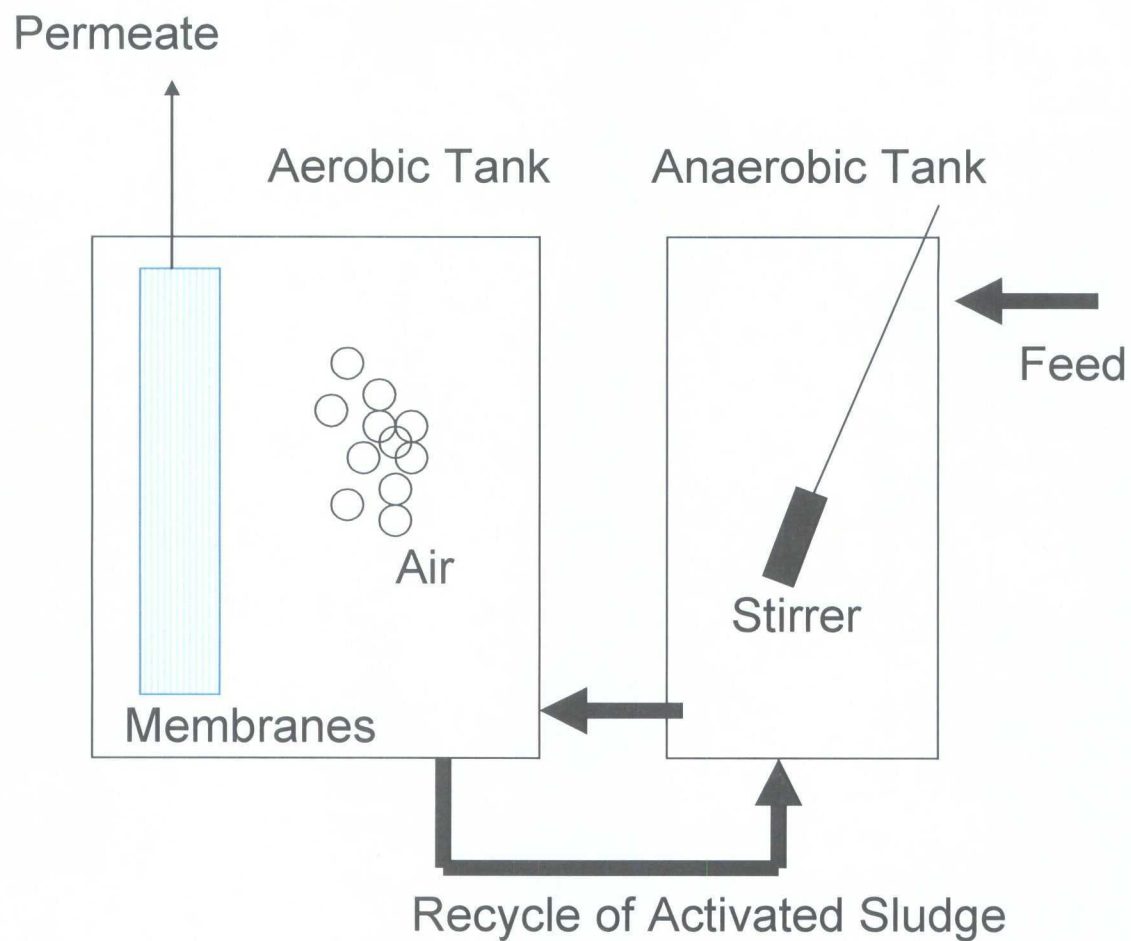 Permeate
Aerobic Tank
Anaerobic Tank
Feed
Air
Stirrer
Membranes
Recycle of Activated Sludge